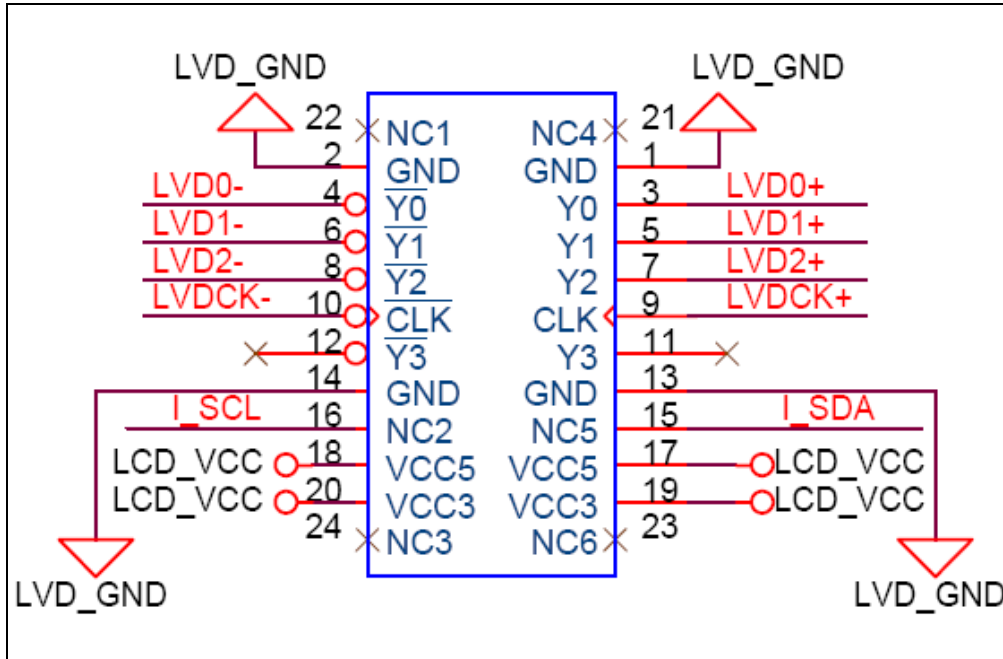 LVD_GND LVD_GND
22 NC1 NC4 21
2 GND GND 1
LVD0- 4 Y0 Y0 3 LVD0+
LVD1- 6 Y1 Y1 5 LVD1+
LVD2- 8 Y2 Y2 7 LVD2+
LVDCK- 10 CLK CLK 9 LVDCK+
12 Y3 Y3 11
14 GND GND 13
I_SCL 16 NC2 NC5 15 I_SDA
LCD_VCC 18 VCC5 VCC5 17 LCD_VCC
LCD_VCC 20 VCC3 VCC3 19 LCD_VCC
24 NC3 NC6 23
LVD_GND LVD_GND